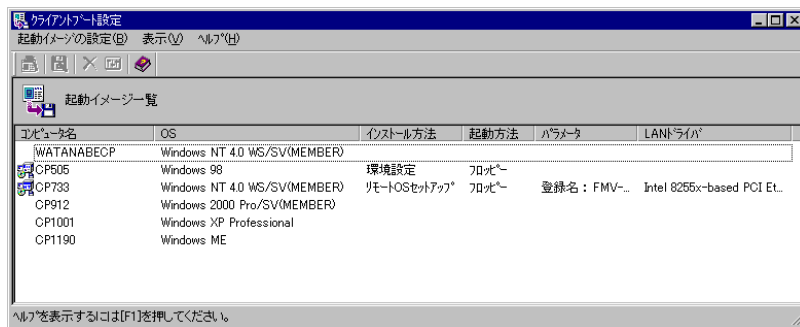 クライアントブート設定
起動イメージの設定(B) 表示(V) ヘルプ(H)
起動イメージ一覧
コンピュータ名 OS インストール方法 起動方法 パラメータ LANドライバ
WATANABECP Windows NT 4.0 WS/SV(MEMBER)
CP505 Windows 98 環境設定 フロッピー
CP733 Windows NT 4.0 WS/SV(MEMBER) リモートOSセットアップ フロッピー 登録名：FMV-... Intel 8255x-based PCI Et...
CP912 Windows 2000 Pro/SV(MEMBER)
CP1001 Windows XP Professional
CP1190 Windows ME
ヘルプを表示するには[F1]を押してください。